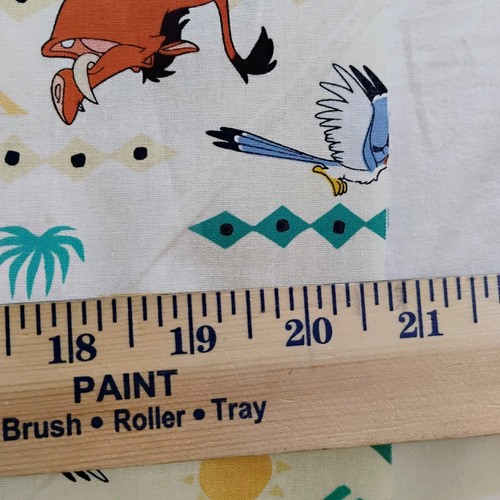 18 19 20 21
PAINT
Brush • Roller • Tray